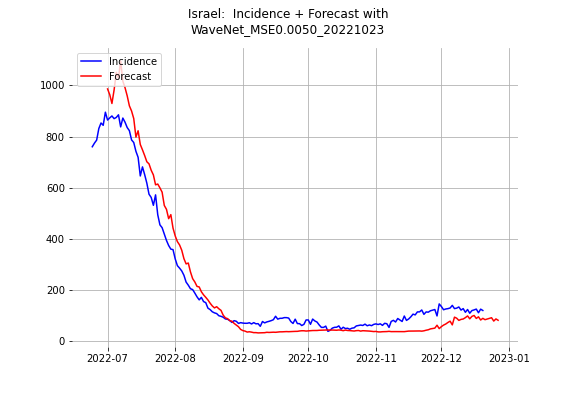 Israel:  Incidence + Forecast with
WaveNet_MSE0.0050_20221023
Incidence
Forecast
1000
800
600
400
200
0
2022-07 2022-08 2022-09 2022-10 2022-11 2022-12 2023-01